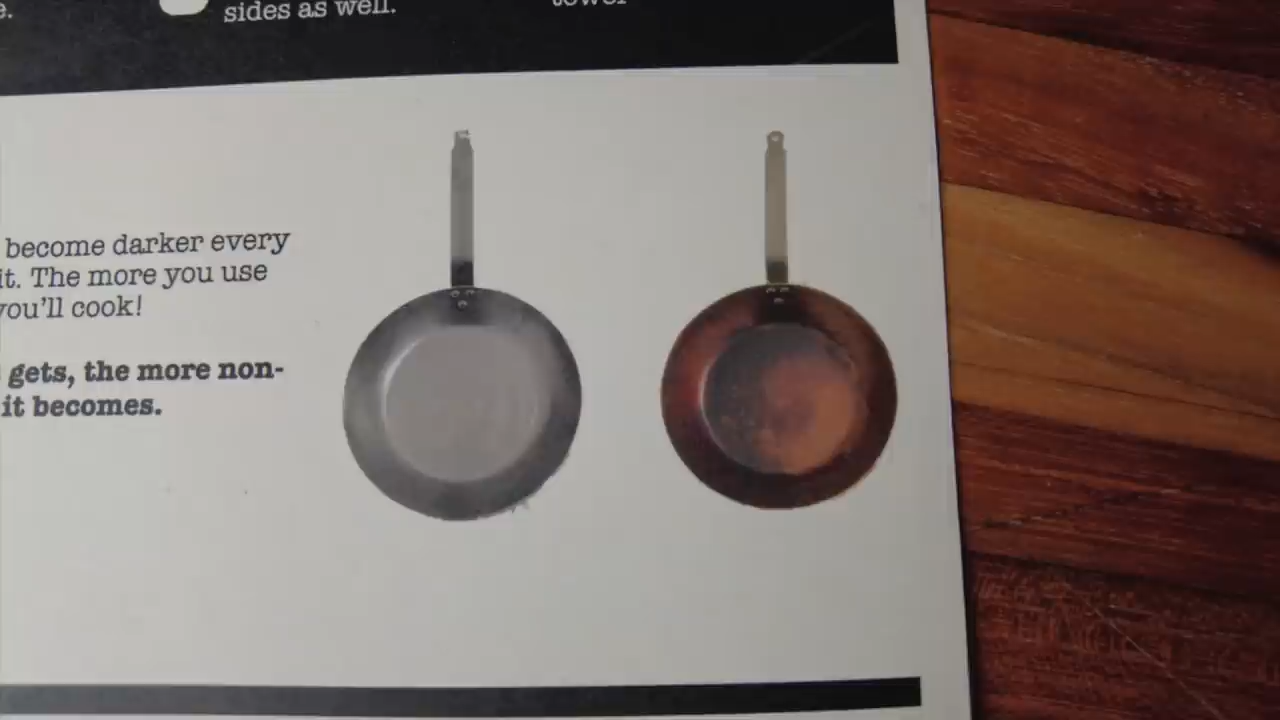 e.
sides as well.
towel
become darker every
it. The more you use
you'll cook!
gets, the more non-
it becomes.